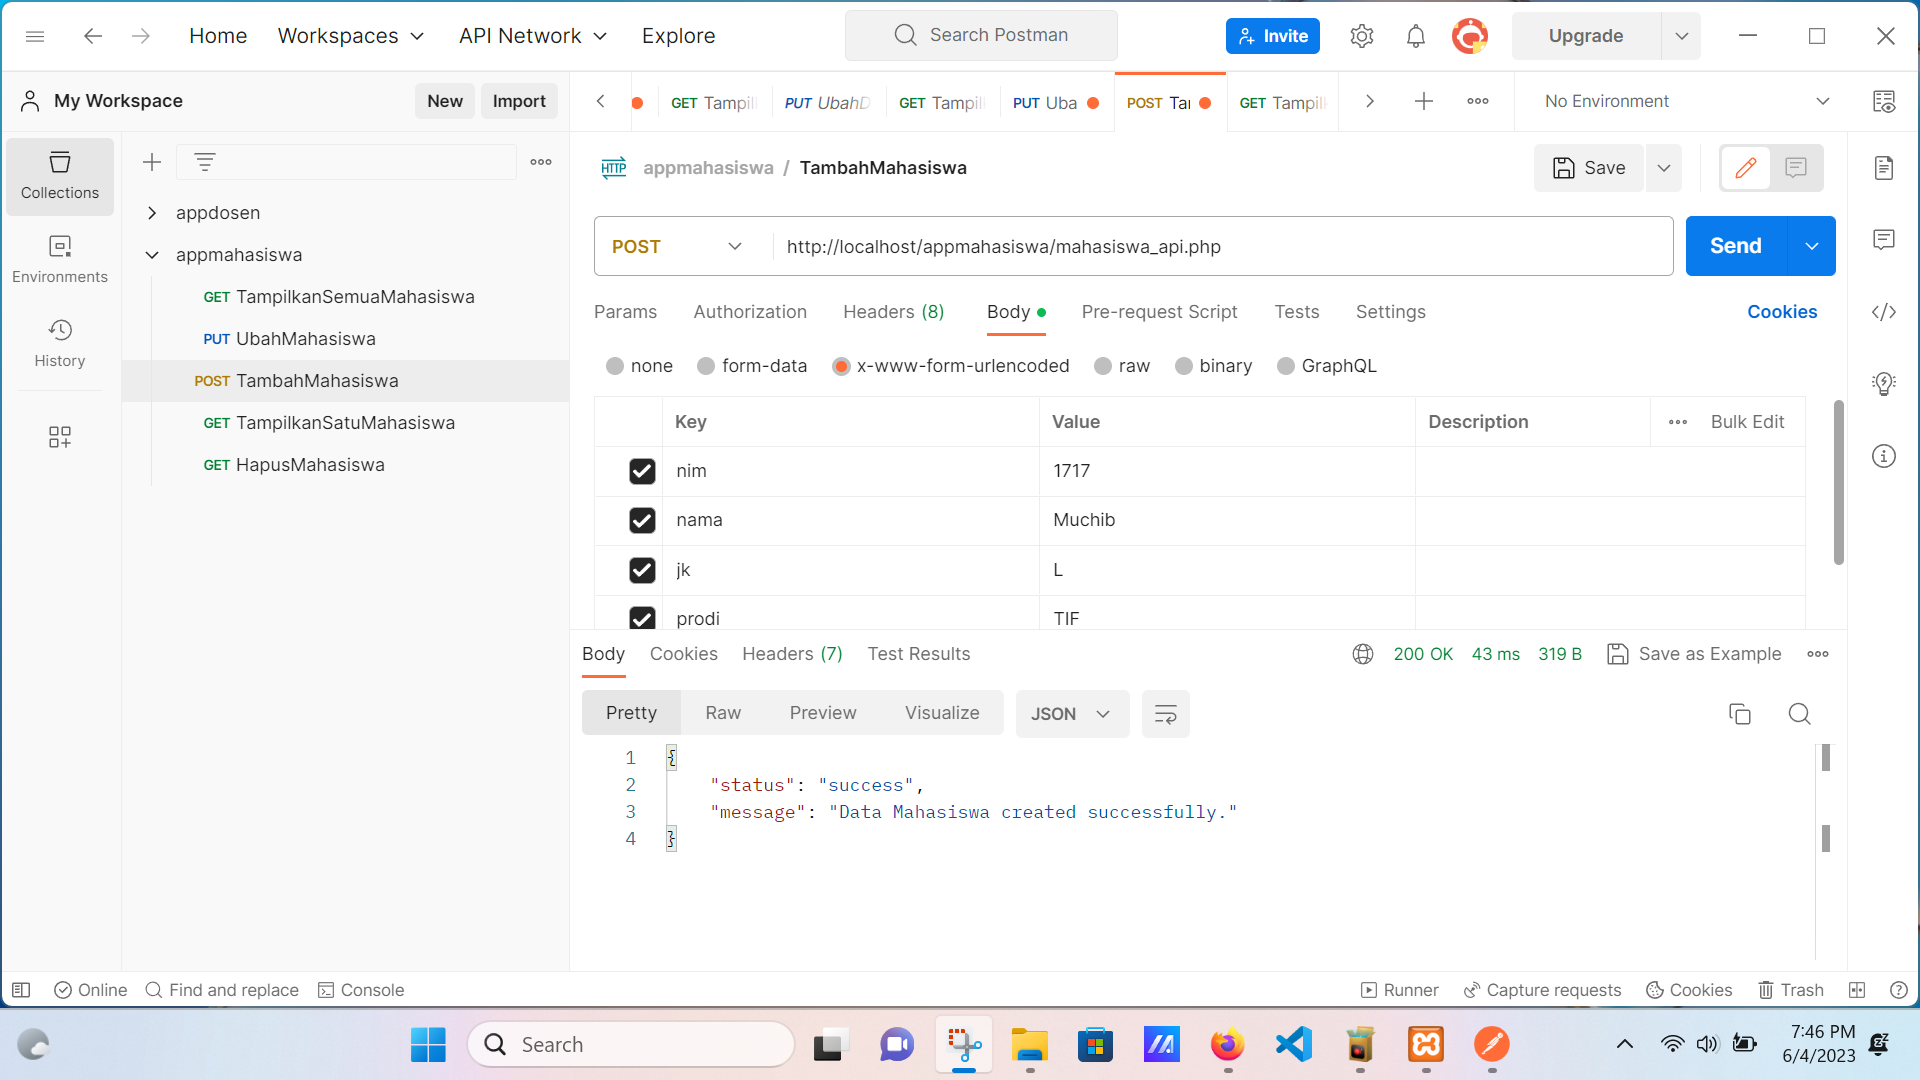 Home Workspaces API Network Explore Search Postman Invite Upgrade
My Workspace New Import GET Tampil PUT UbahD GET Tampil PUT Uba POST Tar GET Tampil No Environment
Collections
Environments
History
appdosen
appmahasiswa
GET TampilkanSemuaMahasiswa
PUT UbahMahasiswa
POST TambahMahasiswa
GET TampilkanSatuMahasiswa
GET HapusMahasiswa
HTTP appmahasiswa / TambahMahasiswa Save
POST http://localhost/appmahasiswa/mahasiswa_api.php Send
Params Authorization Headers (8) Body Pre-request Script Tests Settings Cookies
none form-data x-www-form-urlencoded raw binary GraphQL
Key Value Description Bulk Edit
nim 1717
nama Muchib
jk L
prodi TIF
Body Cookies Headers (7) Test Results 200 OK 43 ms 319 B Save as Example
Pretty Raw Preview Visualize JSON
1 {
2 "status": "success",
3 "message": "Data Mahasiswa created successfully."
4 }
Online Find and replace Console Runner Capture requests Cookies Trash
Search 7:46 PM
6/4/2023